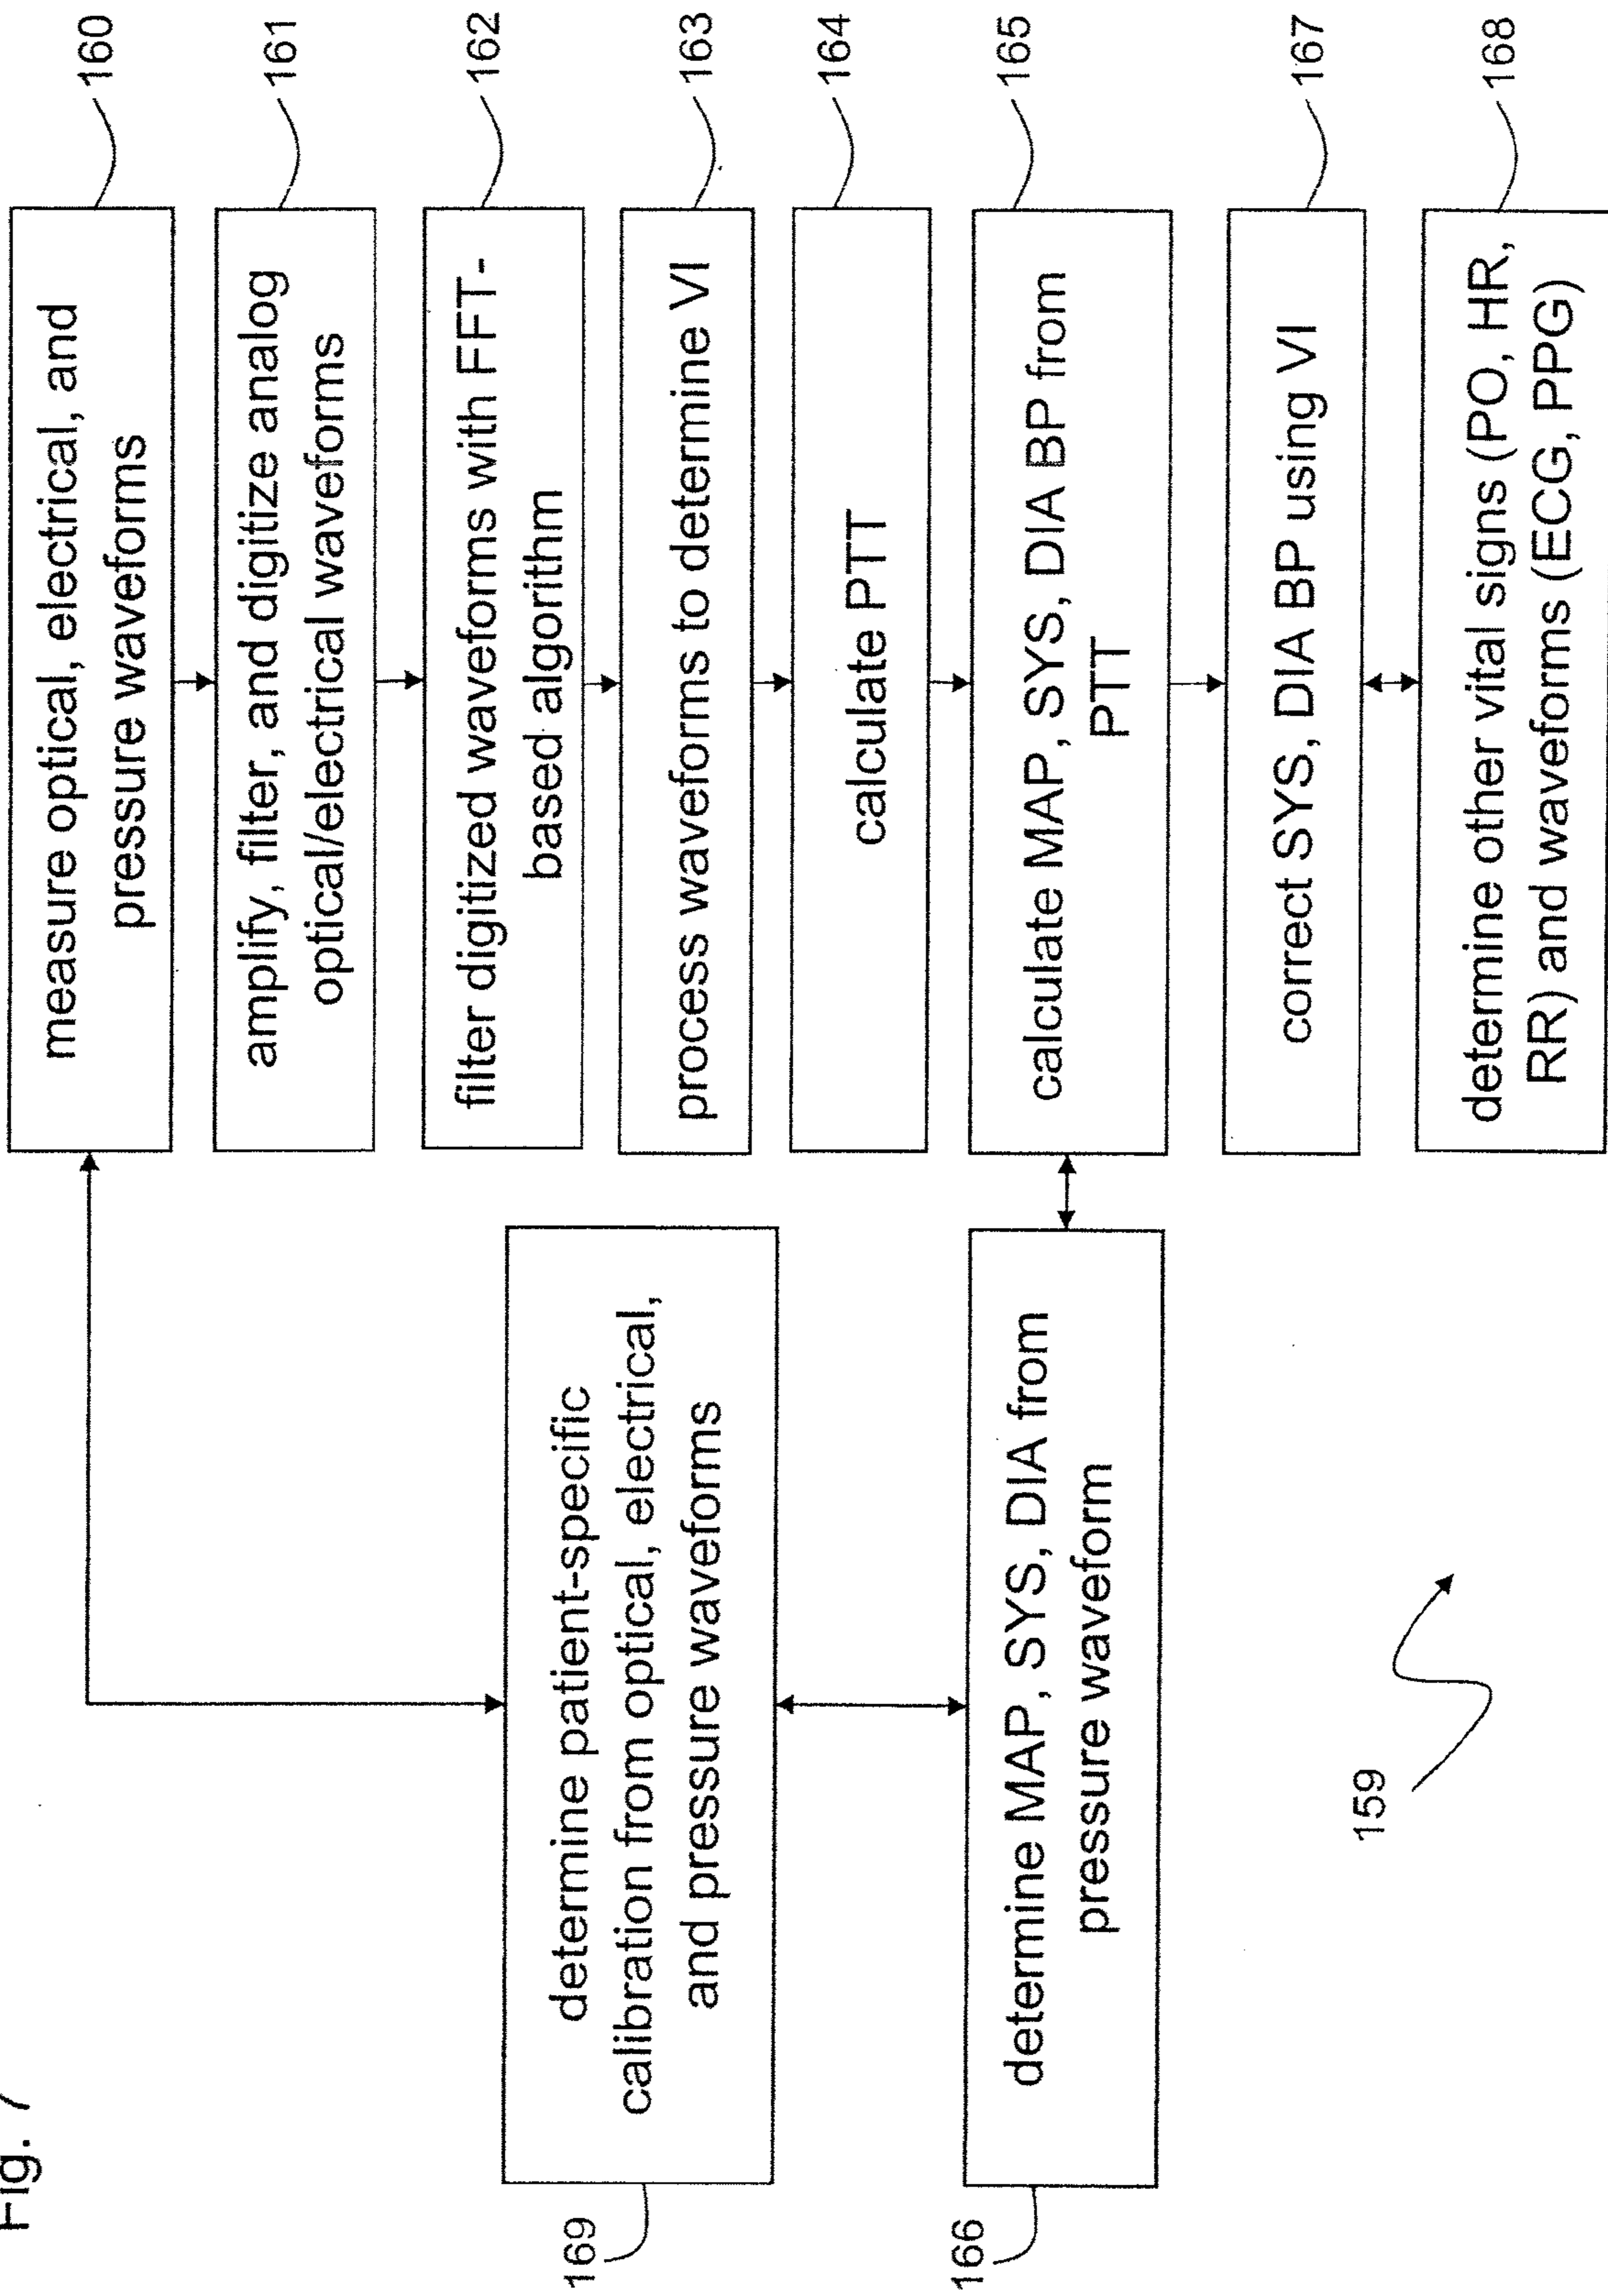 Fig. 7
measure optical, electrical, and
pressure waveforms
160
amplify, filter, and digitize analog
optical/electrical waveforms
161
filter digitized waveforms with FFT-
based algorithm
162
process waveforms to determine VI
163
calculate PTT
164
calculate MAP, SYS, DIA BP from
PTT
165
correct SYS, DIA BP using VI
167
determine other vital signs (PO, HR,
RR) and waveforms (ECG, PPG)
168
determine patient-specific
calibration from optical, electrical,
and pressure waveforms
169
determine MAP, SYS, DIA from
pressure waveform
166
159